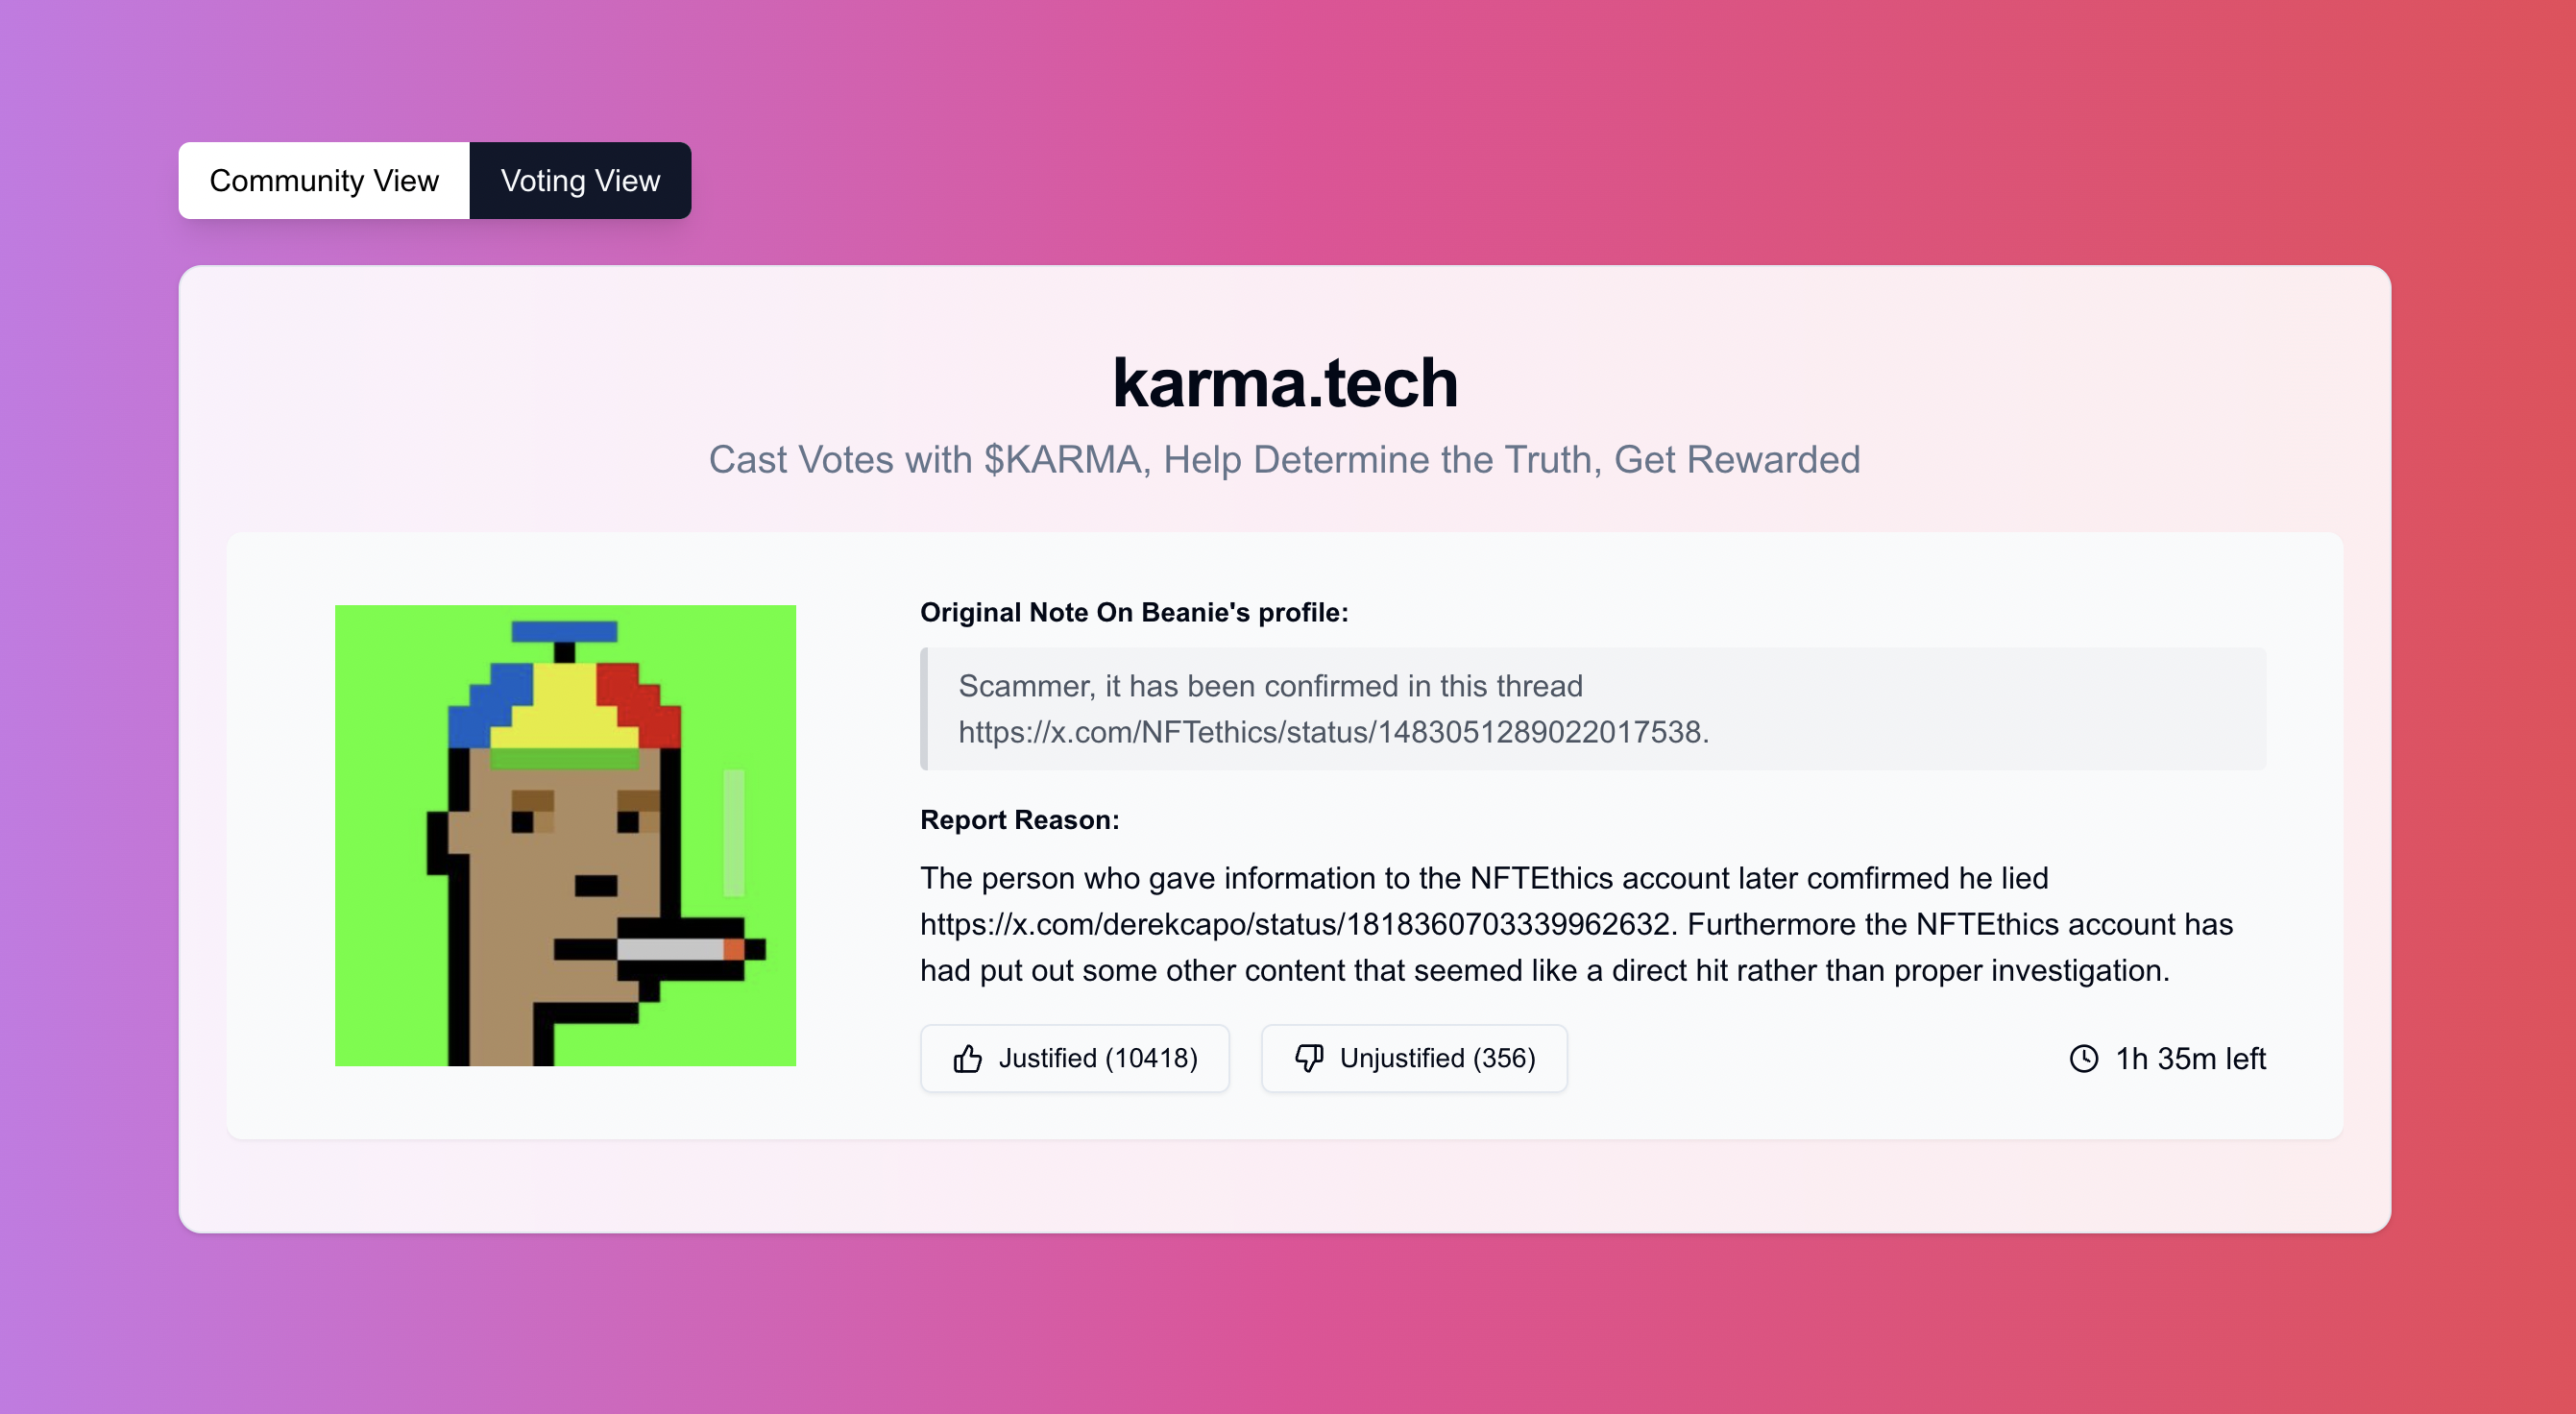 Community View
Voting View
karma.tech
Cast Votes with $KARMA, Help Determine the Truth, Get Rewarded
Original Note On Beanie's profile:
Scammer, it has been confirmed in this thread
https://x.com/NFTethics/status/1483051289022017538.
Report Reason:
The person who gave information to the NFTEthics account later comfirmed he lied
https://x.com/derekcapo/status/1818360703339962632. Furthermore the NFTEthics account has
had put out some other content that seemed like a direct hit rather than proper investigation.
Justified (10418)
Unjustified (356)
1h 35m left